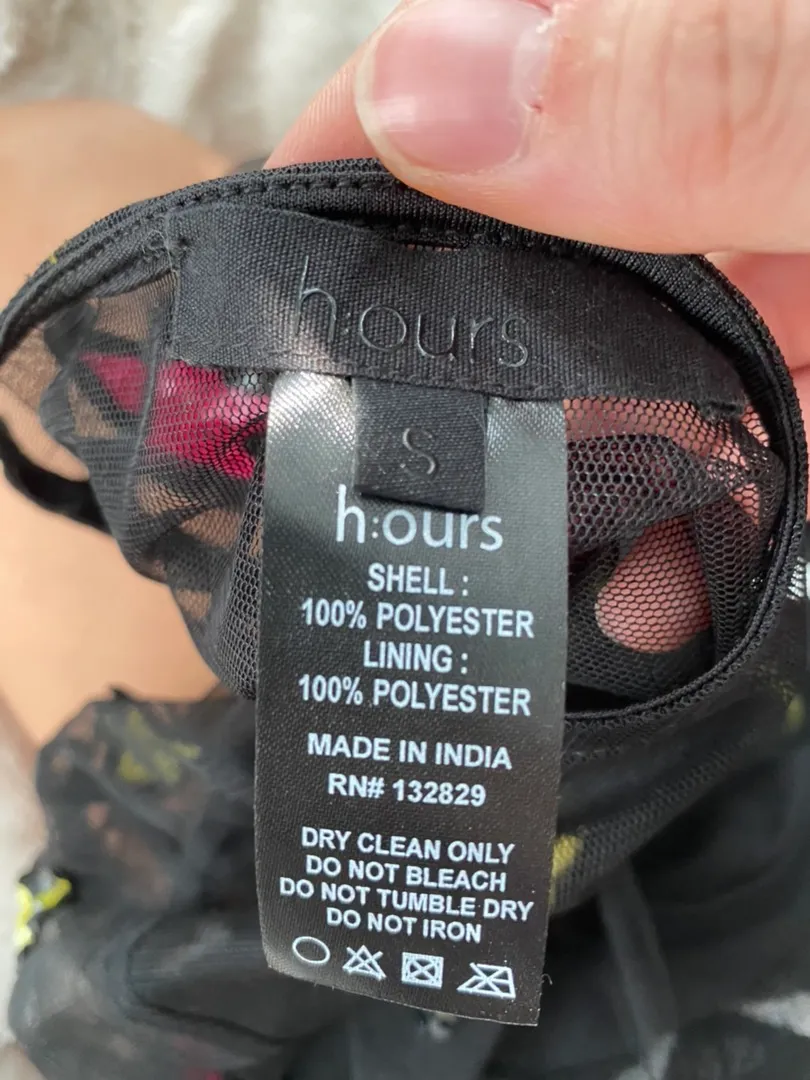 h:ours
S
h:ours
SHELL :
100% POLYESTER
LINING :
100% POLYESTER
MADE IN INDIA
RN# 132829
DRY CLEAN ONLY
DO NOT BLEACH
DO NOT TUMBLE DRY
DO NOT IRON